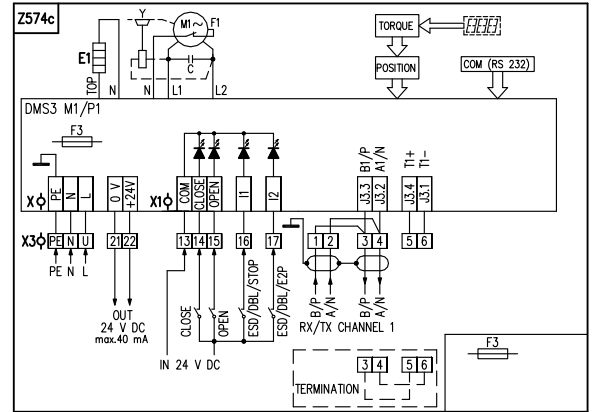 Z574c
Y
M1~
F1
TORQUE
E1
C
POSITION
COM (RS 232)
TOP
N
N
L1
L2
DMS3 M1/P1
F3
B1/P
A1/N
T1+
T1-
X
PE
N
L
0 V
+24V
X1
COM
CLOSE
OPEN
I1
I2
J3.3
J3.2
J3.4
J3.1
X3
PE
N
U
21
22
13
14
15
16
17
1
2
3
4
5
6
PE N L
OUT
24 V DC
max.40 mA
CLOSE
OPEN
ESD/DBL/STOP
ESD/DBL/E2P
B/P
A/N
B/P
A/N
RX/TX CHANNEL 1
IN 24 V DC
3 4
5 6
TERMINATION
F3